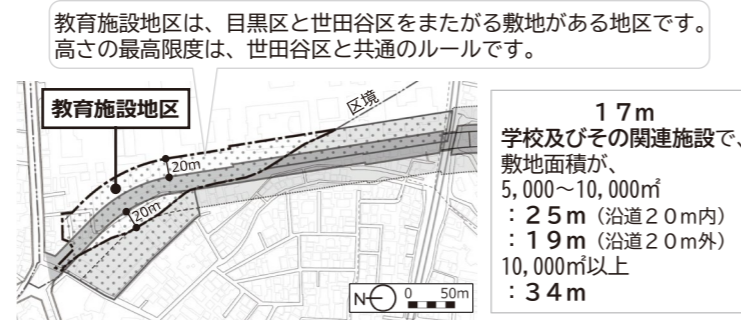 教育施設地区は、目黒区と世田谷区をまたがる敷地がある地区です。
高さの最高限度は、世田谷区と共通のルールです。
教育施設地区
区境
20m
20m
N
0 50m
17m
学校及びその関連施設で、
敷地面積が、
5,000~10,000㎡
:25m(沿道20m内)
:19m(沿道20m外)
10,000㎡以上
:34m